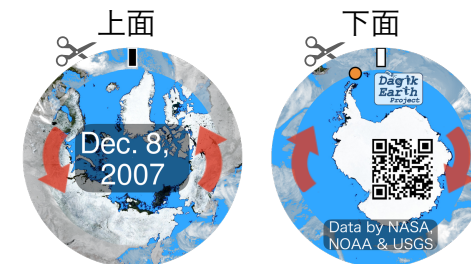 上面
下面
Dec. 8,
2007
Dagik
Earth
Project
Data by NASA,
NOAA & USGS